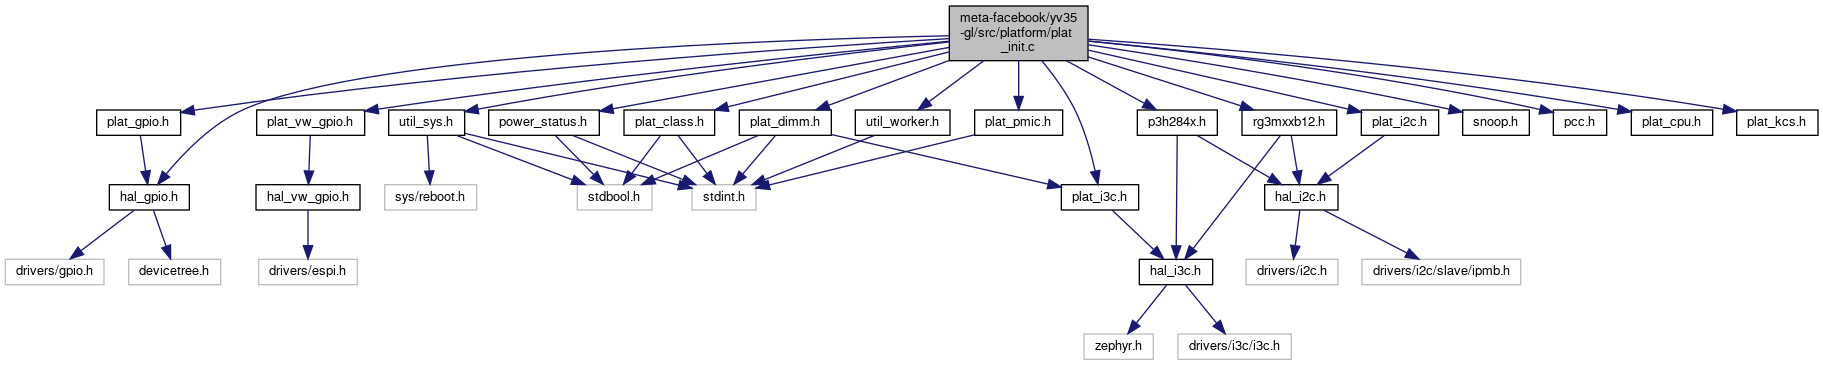 meta-facebook/yv35
-gl/src/platform/plat
_init.c
plat_gpio.h
plat_vw_gpio.h
util_sys.h
power_status.h
plat_class.h
plat_dimm.h
util_worker.h
plat_pmic.h
p3h284x.h
rg3mxxb12.h
plat_i2c.h
snoop.h
pcc.h
plat_cpu.h
plat_kcs.h
hal_gpio.h
hal_vw_gpio.h
sys/reboot.h
stdbool.h
stdint.h
plat_i3c.h
hal_i2c.h
drivers/gpio.h
devicetree.h
drivers/espi.h
hal_i3c.h
drivers/i2c.h
drivers/i2c/slave/ipmb.h
zephyr.h
drivers/i3c/i3c.h